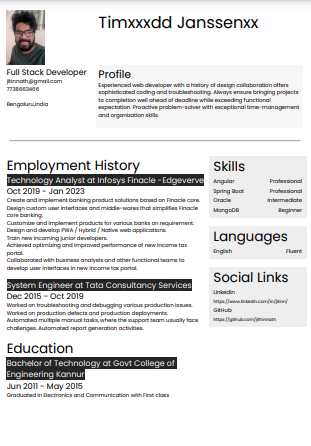 Timxxxdd Janssenxx
Full Stack Developer
jtinnath@gmail.com
7738663466
Bengaloru,India
Profile
Experienced web developer with a history of design collaboration offers
sophisticated coding and troubleshooting. Always ensure bringing projects
to completion well ahead of deadline while exceeding functional
expectation. Proactive problem-solver with exceptional time-management
and organisation skills.
Employment History
Technology Analyst at Infosys Finacle -Edgeverve
Oct 2019 - Jan 2023
Create and implement banking product solutions based on Finacle core.
Design custom user interfaces and middle-wares that simplifies Finacle
core banking.
Customize and Implement products for various banks on requirement.
Design and develop PWA / Hybrid / Native web applications.
Train new incoming junior developers.
Achieved optimizing and improved performance of new income tax
portal.
Collaborated with business analysts and other functional teams to
develop user interfaces in new income tax portal.
System Engineer at Tata Consultancy Services
Dec 2015 - Oct 2019
Worked on troubleshooting and debugging various production issues.
Worked on production defects and production deployments.
Automated multiple manual tasks, where the support team usually face
challenges. Automated report generation activities.
Education
Bachelor of Technology at Govt College of
Engineering Kannur
Jun 2011 - May 2015
Graduated in Electronics and Communication with First class
Skills
Angular Professional
Spring Boot Professional
Oracle Intermediate
MongoDB Beginner
Languages
English Fluent
Social Links
LinkedIn
https://www.linkedin.com/in/jtinn/
GitHub
https://github.com/jthinnath